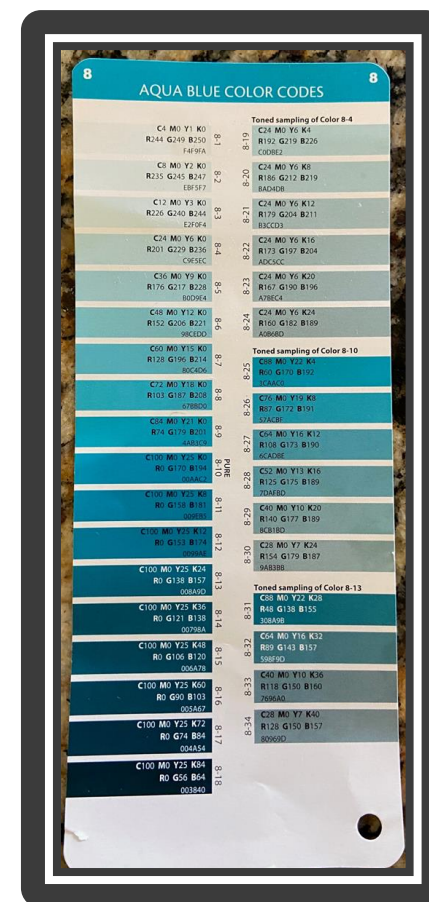 8
8
AQUA BLUE COLOR CODES
C4 M0 Y1 K0
R244 G249 B250
F4F9FA
8-1
C8 M0 Y2 K0
R235 G245 B247
EBF5F7
8-2
C12 M0 Y3 K0
R226 G240 B244
E2F0F4
8-3
C24 M0 Y6 K0
R201 G229 B236
C9E5EC
8-4
C36 M0 Y9 K0
R176 G217 B228
B0D9E4
8-5
C48 M0 Y12 K0
R152 G206 B221
98CEDD
8-6
C60 M0 Y15 K0
R128 G196 B214
80C4D6
8-7
C72 M0 Y18 K0
R103 G187 B208
67BBD0
8-8
C84 M0 Y21 K0
R74 G179 B201
4AB3C9
8-9
C100 M0 Y25 K0
R0 G170 B194
00AAC2
8-10
PURE
C100 M0 Y25 K8
R0 G158 B181
009EB5
8-11
C100 M0 Y25 K12
R0 G153 B174
0099AE
8-12
C100 M0 Y25 K24
R0 G138 B157
008A9D
8-13
C100 M0 Y25 K36
R0 G121 B138
00798A
8-14
C100 M0 Y25 K48
R0 G106 B120
006A78
8-15
C100 M0 Y25 K60
R0 G90 B103
005A67
8-16
C100 M0 Y25 K72
R0 G74 B84
004A54
8-17
C100 M0 Y25 K84
R0 G56 B64
003840
8-18
Toned sampling of Color 8-4
8-19
C24 M0 Y6 K4
R192 G219 B226
C0DBE2
8-20
C24 M0 Y6 K8
R186 G212 B219
BAD4DB
8-21
C24 M0 Y6 K12
R179 G204 B211
B3CCD3
8-22
C24 M0 Y6 K16
R173 G197 B204
ADC5CC
8-23
C24 M0 Y6 K20
R167 G190 B196
A7BEC4
8-24
C24 M0 Y6 K24
R160 G182 B189
A0B6BD
Toned sampling of Color 8-10
8-25
C88 M0 Y22 K4
R60 G170 B192
3CAAC0
8-26
C76 M0 Y19 K8
R87 G172 B191
57ACBF
8-27
C64 M0 Y16 K12
R108 G173 B190
6CADBE
8-28
C52 M0 Y13 K16
R125 G175 B189
7DAFBD
8-29
C40 M0 Y10 K20
R140 G177 B189
8CB1BD
8-30
C28 M0 Y7 K24
R154 G179 B187
9AB3BB
Toned sampling of Color 8-13
8-31
C88 M0 Y22 K28
R48 G138 B155
308A9B
8-32
C64 M0 Y16 K32
R89 G143 B157
598F9D
8-33
C40 M0 Y10 K36
R118 G150 B160
7696A0
8-34
C28 M0 Y7 K40
R128 G150 B157
80969D